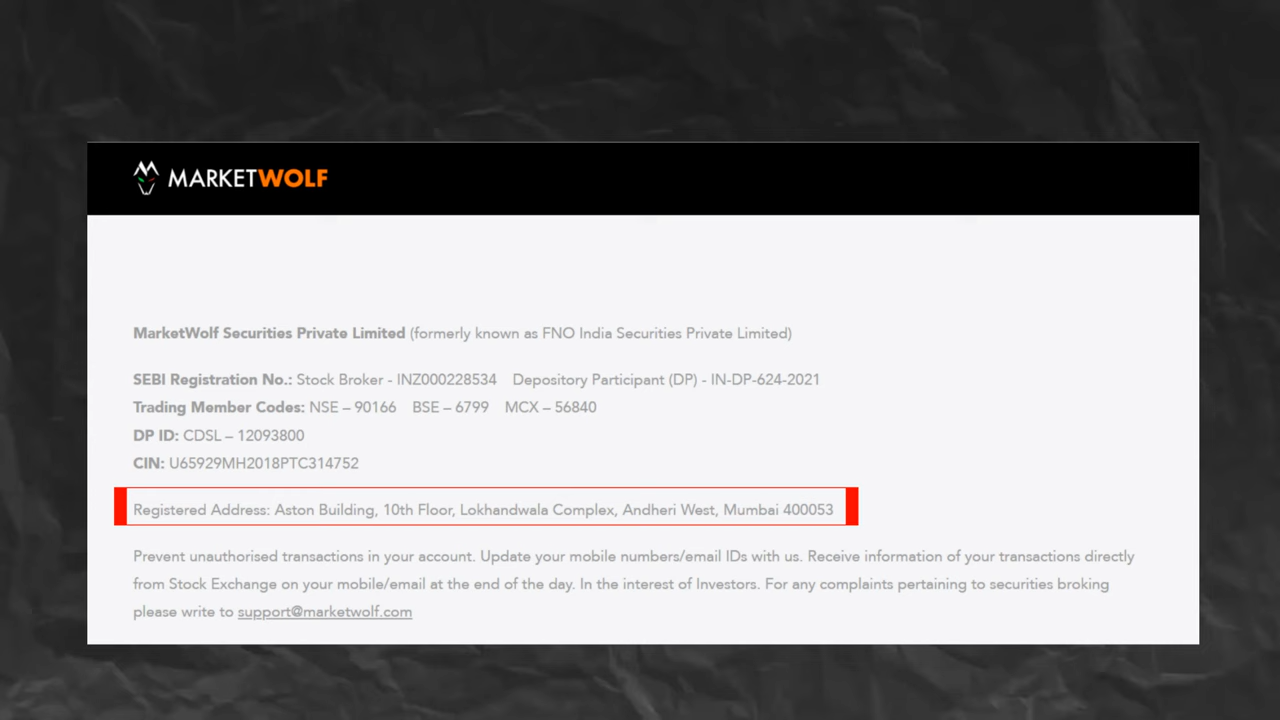 MARKETWOLF
MarketWolf Securities Private Limited (formerly known as FNO India Securities Private Limited)
SEBI Registration No.: Stock Broker - INZ000228534 Depository Participant (DP) - IN-DP-624-2021
Trading Member Codes: NSE – 90166 BSE – 6799 MCX – 56840
DP ID: CDSL – 12093800
CIN: U65929MH2018PTC314752
Registered Address: Aston Building, 10th Floor, Lokhandwala Complex, Andheri West, Mumbai 400053
Prevent unauthorised transactions in your account. Update your mobile numbers/email IDs with us. Receive information of your transactions directly
from Stock Exchange on your mobile/email at the end of the day. In the interest of Investors. For any complaints pertaining to securities broking
please write to support@marketwolf.com